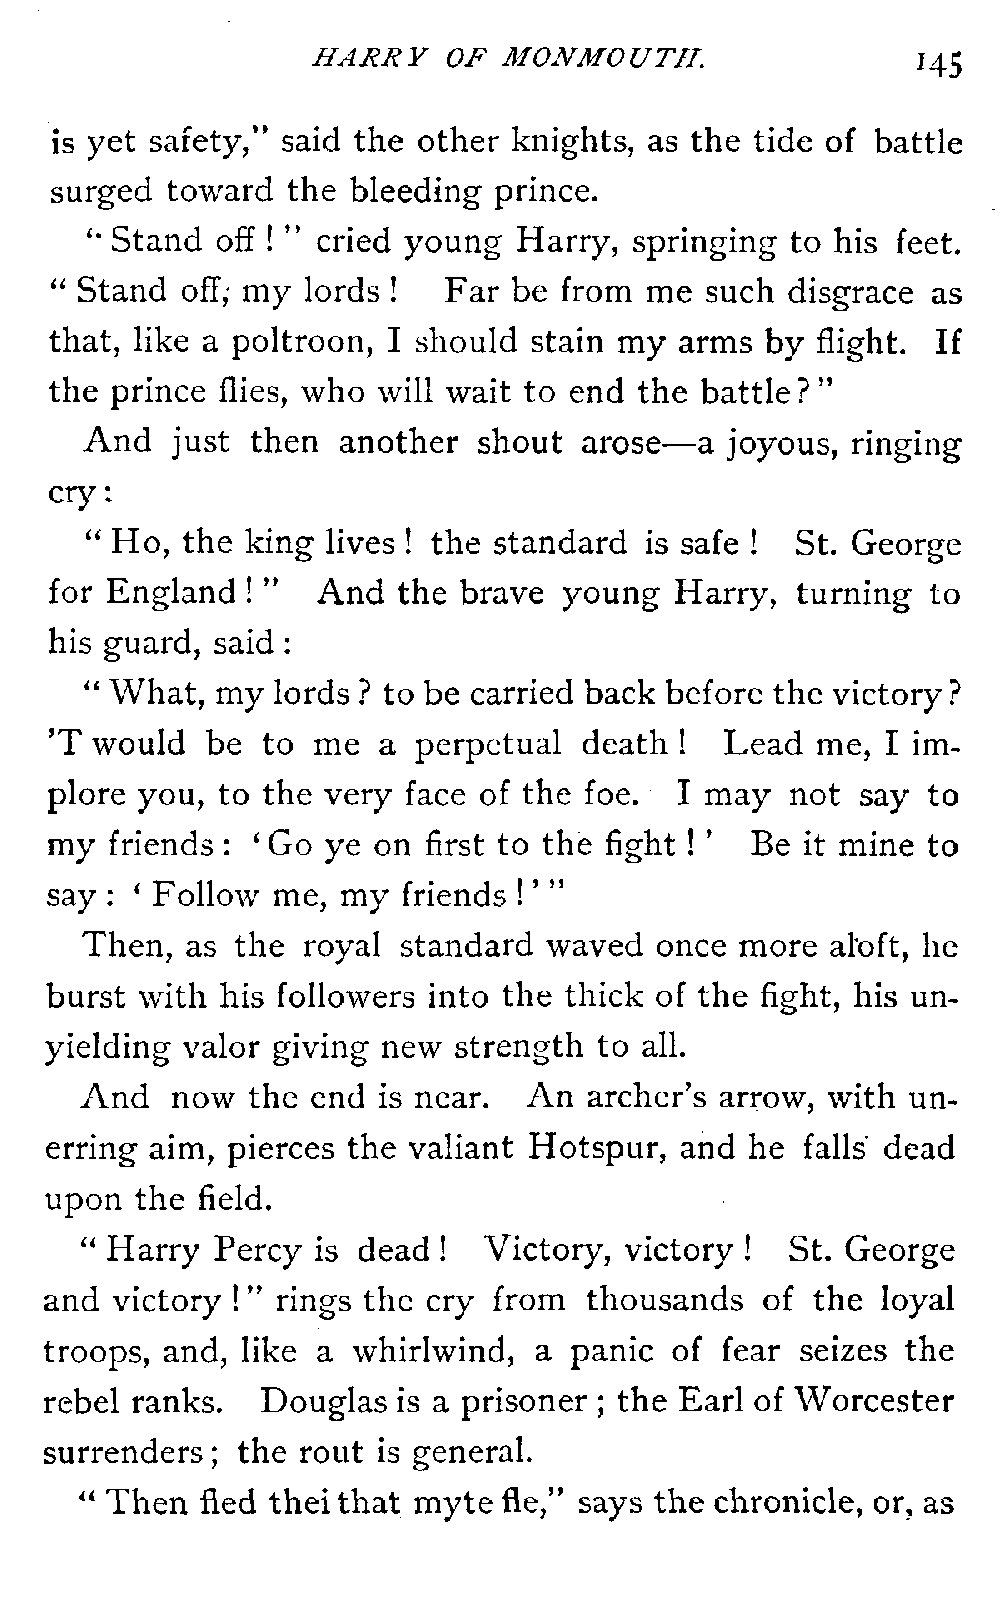 HARRY OF MONMOUTH. 145
is yet safety," said the other knights, as the tide of battle
surged toward the bleeding prince.
"Stand off!" cried young Harry, springing to his feet.
"Stand off, my lords! Far be from me such disgrace as
that, like a poltroon, I should stain my arms by flight. If
the prince flies, who will wait to end the battle?"
And just then another shout arose—a joyous, ringing
cry:
"Ho, the king lives! the standard is safe! St. George
for England!" And the brave young Harry, turning to
his guard, said:
"What, my lords? to be carried back before the victory?
'T would be to me a perpetual death! Lead me, I im-
plore you, to the very face of the foe. I may not say to
my friends: 'Go ye on first to the fight!' Be it mine to
say: 'Follow me, my friends!'"
Then, as the royal standard waved once more aloft, he
burst with his followers into the thick of the fight, his un-
yielding valor giving new strength to all.
And now the end is near. An archer's arrow, with un-
erring aim, pierces the valiant Hotspur, and he falls dead
upon the field.
"Harry Percy is dead! Victory, victory! St. George
and victory!" rings the cry from thousands of the loyal
troops, and, like a whirlwind, a panic of fear seizes the
rebel ranks. Douglas is a prisoner; the Earl of Worcester
surrenders; the rout is general.
"Then fled thei that myte fle," says the chronicle, or, as